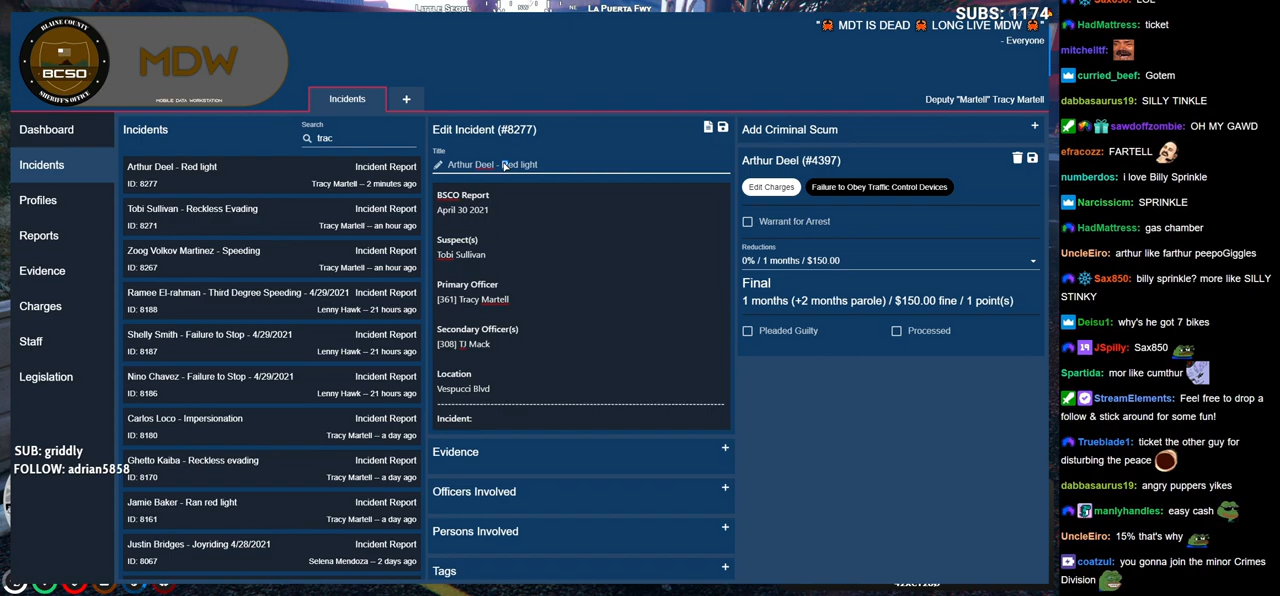 LITTLE SEOUL
NE
LA PUERTA FWY
SUBS: 1174
BLAINE COUNTY
BCSO
SHERIFF'S OFFICE
MDW
MOBILE DATA WORKSTATION
" MDT IS DEAD LONG LIVE MDW "
- Everyone
Incidents
+
Deputy "Martell" Tracy Martell
Dashboard
Incidents
Profiles
Reports
Evidence
Charges
Staff
Legislation
SUB: griddly
FOLLOW: adrian5858
Incidents
Search
trac
Arthur Deel - Red light Incident Report
ID: 8277 Tracy Martell -- 2 minutes ago
Tobi Sullivan - Reckless Evading Incident Report
ID: 8271 Tracy Martell -- an hour ago
Zoog Volkov Martinez - Speeding Incident Report
ID: 8267 Tracy Martell -- an hour ago
Ramee El-rahman - Third Degree Speeding - 4/29/2021 Incident Report
ID: 8188 Lenny Hawk -- 21 hours ago
Shelly Smith - Failure to Stop - 4/29/2021 Incident Report
ID: 8187 Lenny Hawk -- 21 hours ago
Nino Chavez - Failure to Stop - 4/29/2021 Incident Report
ID: 8186 Lenny Hawk -- 21 hours ago
Carlos Loco - Impersonation Incident Report
ID: 8180 Tracy Martell -- a day ago
Ghetto Kaiba - Reckless evading Incident Report
ID: 8170 Tracy Martell -- a day ago
Jamie Baker - Ran red light Incident Report
ID: 8161 Tracy Martell -- a day ago
Justin Bridges - Joyriding 4/28/2021 Incident Report
ID: 8067 Selena Mendoza -- 2 days ago
Edit Incident (#8277)
Title
Arthur Deel - Red light
BSCO Report
April 30 2021
Suspect(s)
Tobi Sullivan
Primary Officer
[361] Tracy Martell
Secondary Officer(s)
[308] TJ Mack
Location
Vespucci Blvd
Incident:
Evidence +
Officers Involved +
Persons Involved +
Tags +
Add Criminal Scum +
Arthur Deel (#4397)
Edit Charges Failure to Obey Traffic Control Devices
Warrant for Arrest
Reductions
0% / 1 months / $150.00
Final
1 months (+2 months parole) / $150.00 fine / 1 point(s)
Pleaded Guilty Processed
Sax850: LOL
HadMattress: ticket
mitchelltf:
curried_beef: Gotem
dabbasaurus19: SILLY TINKLE
sawdoffzombie: OH MY GAWD
efracozz: FARTELL
numberdos: i love Billy Sprinkle
Narcissicm: SPRINKLE
HadMattress: gas chamber
UncleEiro: arthur like farthur peepoGiggles
Sax850: billy sprinkle? more like SILLY
STINKY
Deisu1: why's he got 7 bikes
19 JSpilly: Sax850
Spartida: mor like cumthur
StreamElements: Feel free to drop a
follow & stick around for some fun!
Trueblade1: ticket the other guy for
disturbing the peace
dabbasaurus19: angry puppers yikes
manlyhandles: easy cash
UncleEiro: 15% that's why
coatzul: you gonna join the minor Crimes
Division